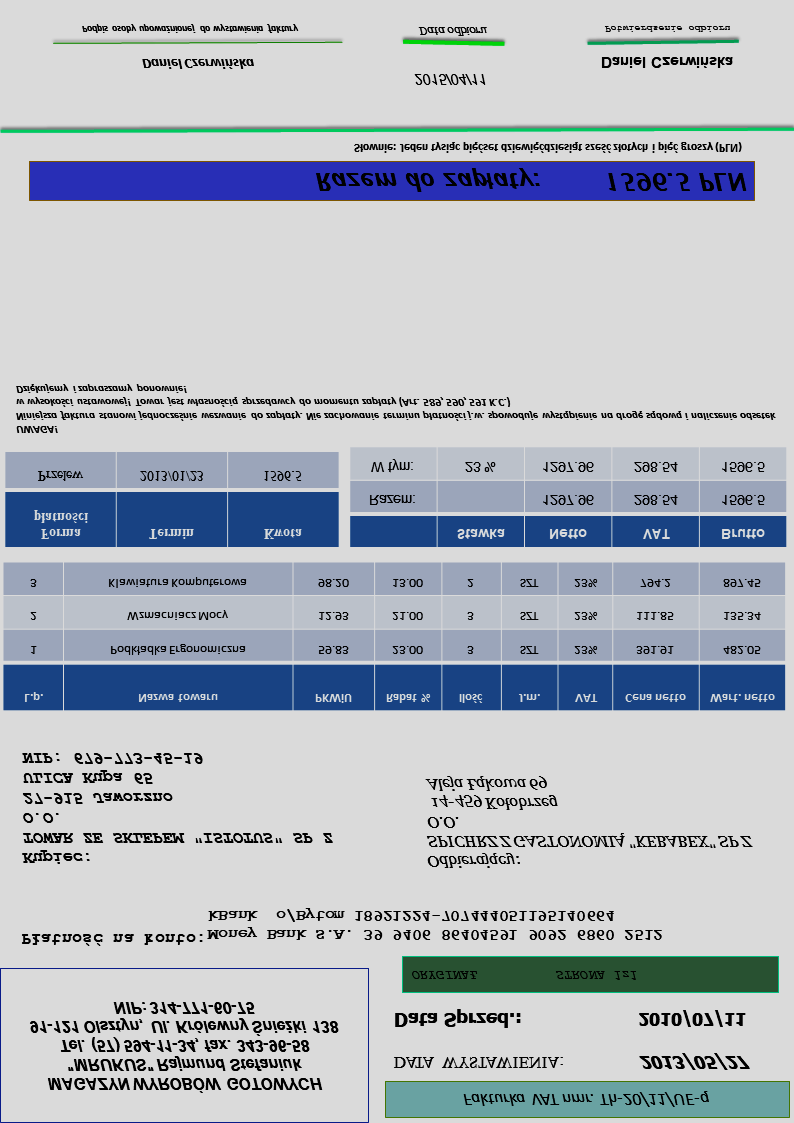 Fakturka VAT nmr. Th-20/11/UE-q
MAGAZYN WYROBÓW GOTOWYCH
"MRUKUS" Rajmund Stefaniuk
Tel. (57) 594-11-34, fax. 343-96-58
91-121 Olsztyn, Ul. Królewny Śnieżki 138
NIP: 314-771-60-75
DATA WYSTAWIENIA: 2013/05/27
Data Sprzed.: 2010/07/11
ORYGINAŁ STRONA 1z1
Płatność na konto: Money Bank S.A. 39 9406 86404591 9092 6860 2512
kBank o/Bytom 18921224-707444051195140664
Kupiec:
TOWAR ZE SKLEPEM "ISTOTUS" SP Z
O.O.
27-915 Jaworzno
ULICA Kupa 65
NIP: 679-773-45-19
Odbierający:
SPICHRZ Z GASTONOMIĄ "KEBABEX" SP Z
O.O.
14-459 Kołobrzeg
Aleja Łąkowa 69
L.p. Nazwa towaru PKWiU Rabat % Ilość J.m. VAT Cena netto Wart. netto
1 Podkładka Ergonomiczna 59.83 23.00 3 SZT 23% 391.91 482.05
2 Wzmacniacz Mocy 12.93 21.00 3 SZT 23% 111.85 135.34
3 Klawiatura Komputerowa 98.20 13.00 2 SZT 23% 794.2 897.45
Forma płatności Termin Kwota
Przelew 2013/01/23 1596.5
Stawka Netto VAT Brutto
Razem: 1297.96 298.54 1596.5
W tym: 23 % 1297.96 298.54 1596.5
UWAGA!
Niniejsza faktura stanowi jednocześnie wezwanie do zapłaty. Nie zachowanie terminu płatności j.w. spowoduje wystąpienie na drogę sądową i naliczenie odsetek
w wysokości ustawowej! Towar jest własnością sprzedawcy do momentu zapłaty (Art. 589, 590, 591 K.C.)
Dziękujemy i zapraszamy ponownie!
Razem do zapłaty: 1596.5 PLN
Słownie: Jeden tysiąc pięćset dziewięćdziesiąt sześć złotych i pięć groszy (PLN)
2015/04/11
Daniel Czerwińska
Daniel Czerwińska
Podpis osoby upoważnionej do wystawienia faktury
Data odbioru
Potwierdzenie odbioru